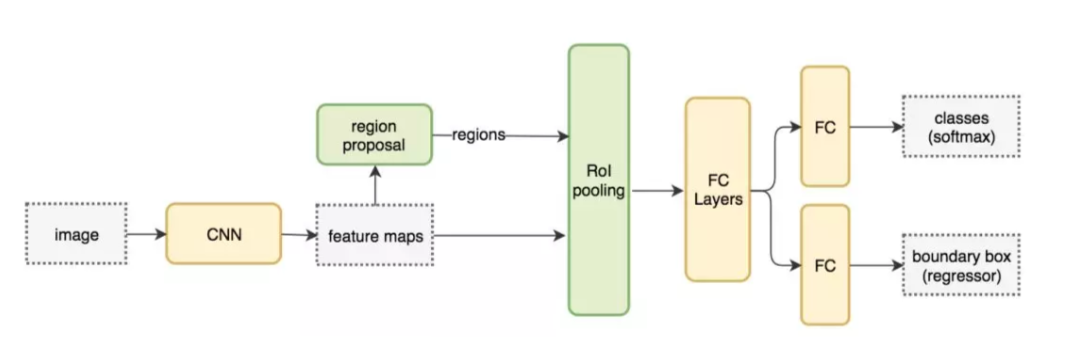 image
CNN
feature maps
region
proposal
regions
RoI
pooling
FC
Layers
FC
classes
(softmax)
FC
boundary box
(regressor)